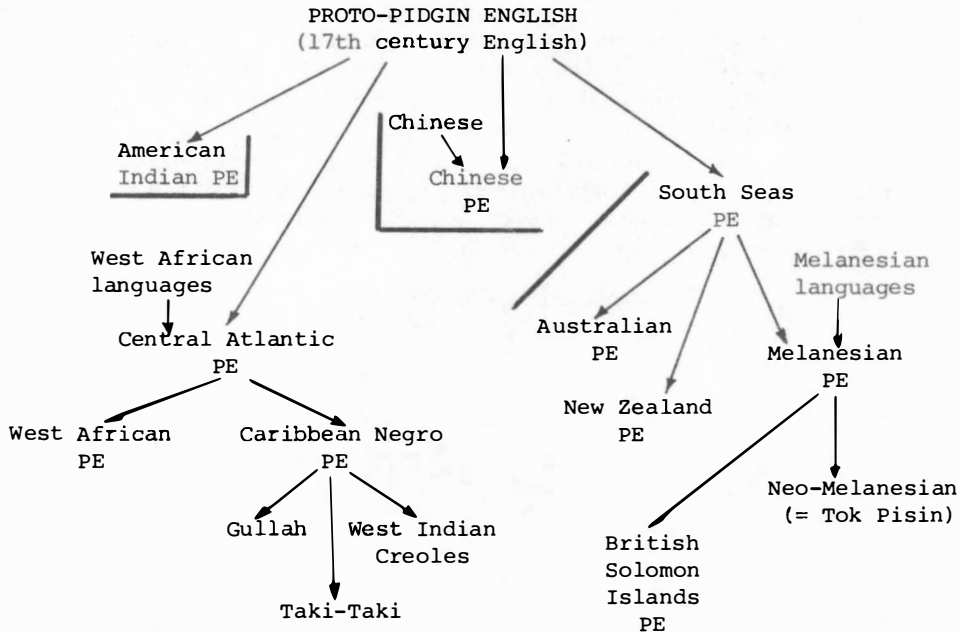 PROTO-PIDGIN ENGLISH
(17th century English)
Chinese
American
Indian PE
Chinese
PE
South Seas
PE
West African
languages
Melanesian
languages
Central Atlantic
PE
Australian
PE
Melanesian
PE
New Zealand
PE
West African
PE
Caribbean Negro
PE
Neo-Melanesian
(= Tok Pisin)
Gullah
West Indian
Creoles
British
Solomon
Islands
PE
Taki-Taki